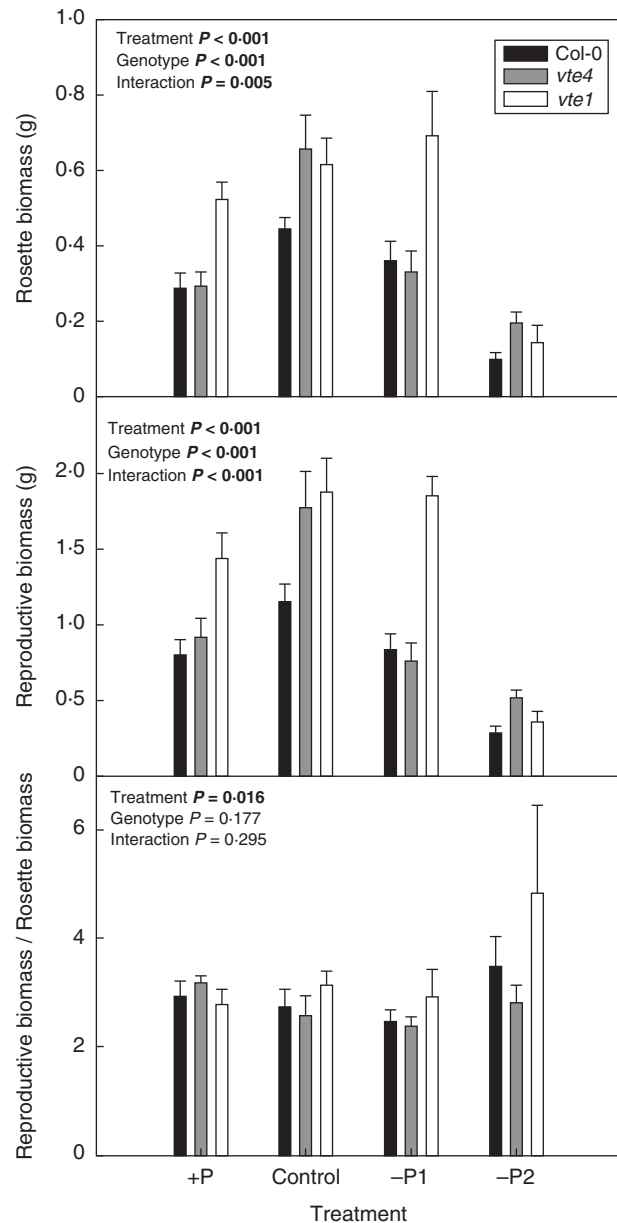 1·0
Treatment P < 0·001
Genotype P < 0·001
Interaction P = 0·005
Col-0
vte4
vte1
0·8
0·6
0·4
0·2
0
Rosette biomass (g)
Treatment P < 0·001
Genotype P < 0·001
Interaction P < 0·001
2·0
1·5
1·0
0·5
0
Reproductive biomass (g)
Treatment P = 0·016
Genotype P = 0·177
Interaction P = 0·295
6
4
2
0
Reproductive biomass / Rosette biomass
+P Control –P1 –P2
Treatment